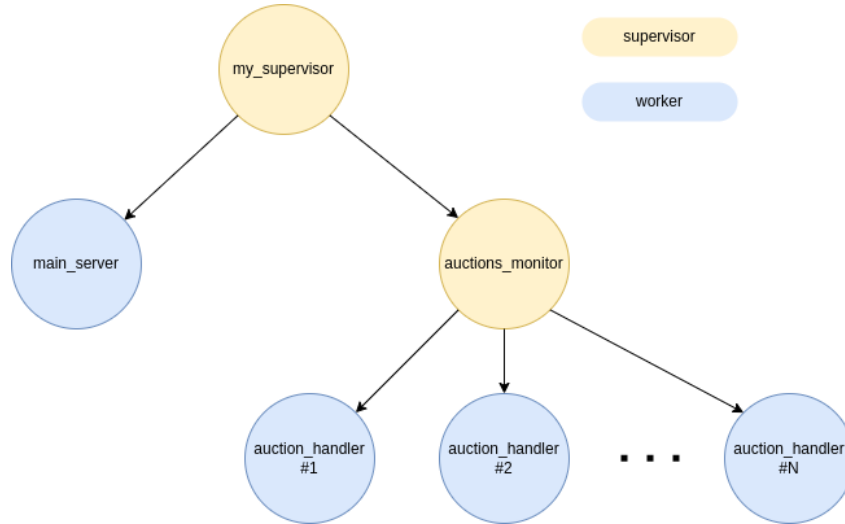 supervisor
my_supervisor
worker
main_server
auctions_monitor
auction_handler
#1
auction_handler
#2
auction_handler
#N